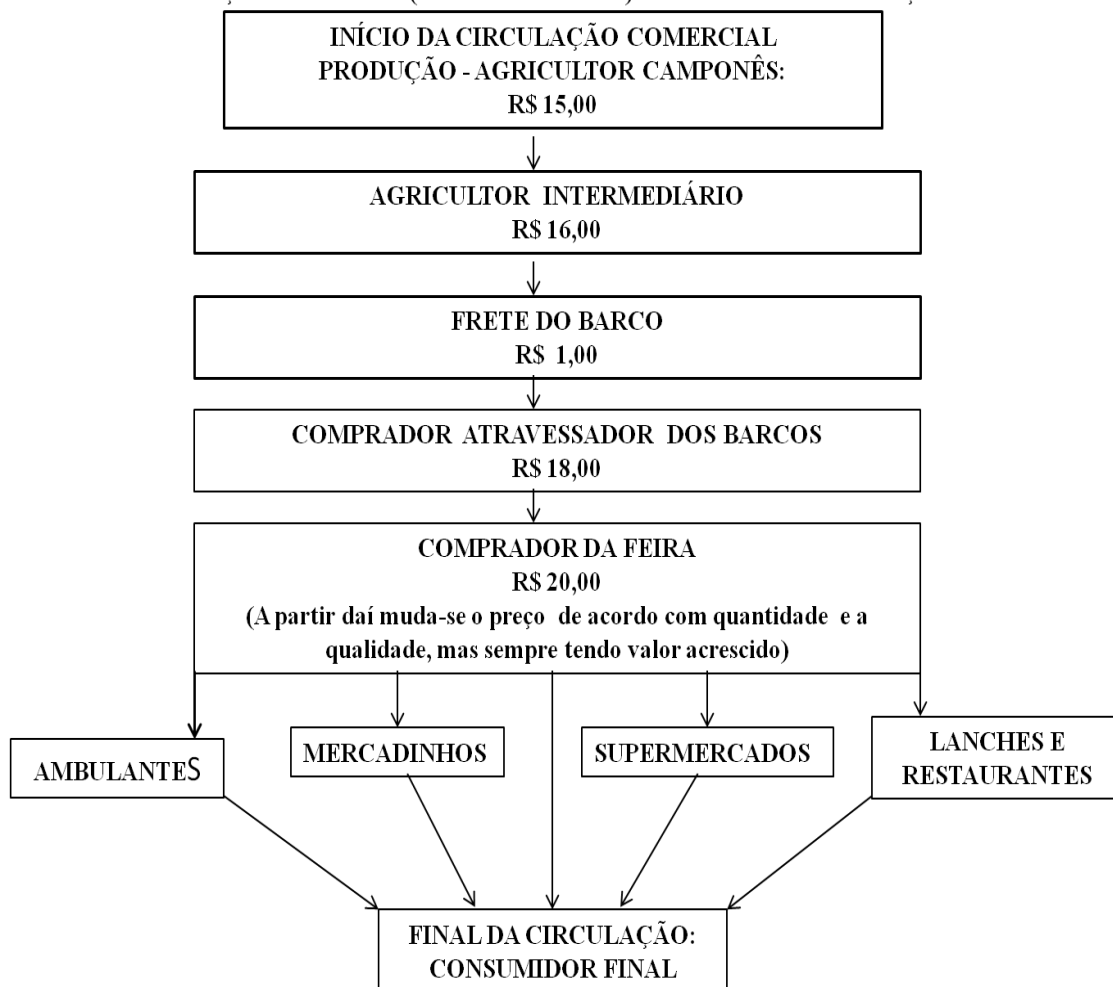 INÍCIO DA CIRCULAÇÃO COMERCIAL
PRODUÇÃO - AGRICULTOR CAMPONÊS:
R$ 15,00
AGRICULTOR INTERMEDIÁRIO
R$ 16,00
FRETE DO BARCO
R$ 1,00
COMPRADOR ATRAVESSADOR DOS BARCOS
R$ 18,00
COMPRADOR DA FEIRA
R$ 20,00
(A partir daí muda-se o preço de acordo com quantidade e a
qualidade, mas sempre tendo valor acrescido)
AMBULANTES
MERCADINHOS
SUPERMERCADOS
LANCHES E
RESTAURANTES
FINAL DA CIRCULAÇÃO:
CONSUMIDOR FINAL